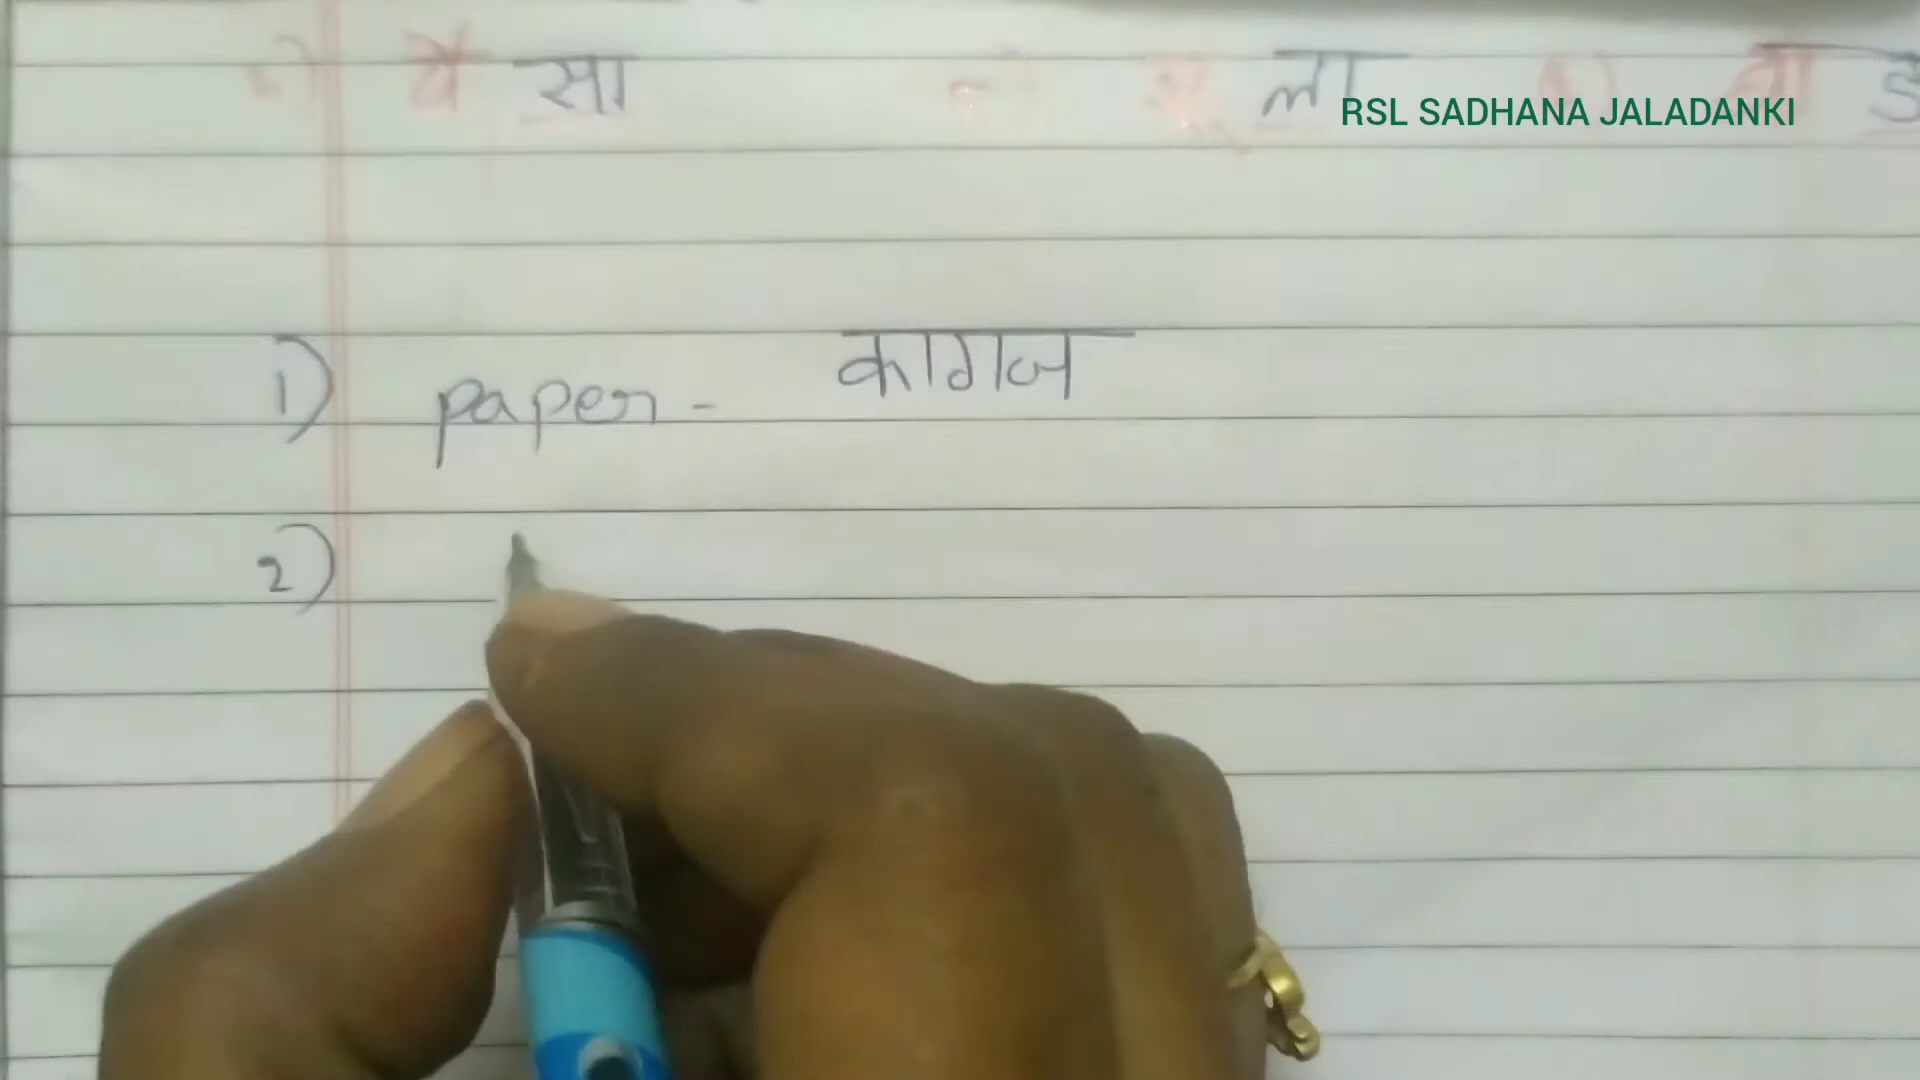 सा ला
RSL SADHANA JALADANKI
1) paper - कागज
2)